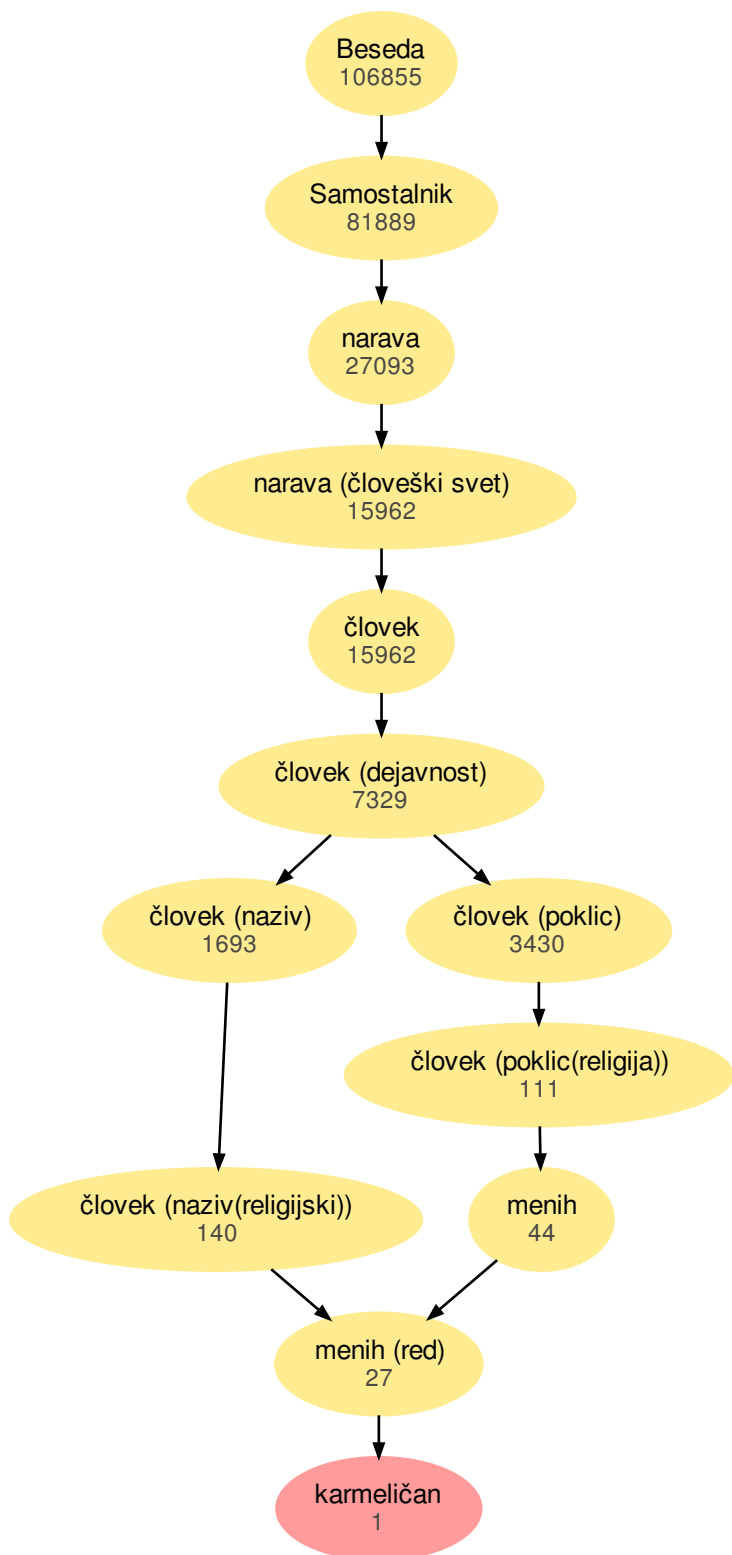 Beseda
106855
Samostalnik
81889
narava
27093
narava (človeški svet)
15962
človek
15962
človek (dejavnost)
7329
človek (naziv)
1693
človek (poklic)
3430
človek (poklic(religija))
111
človek (naziv(religijski))
140
menih
44
menih (red)
27
karmeličan
1